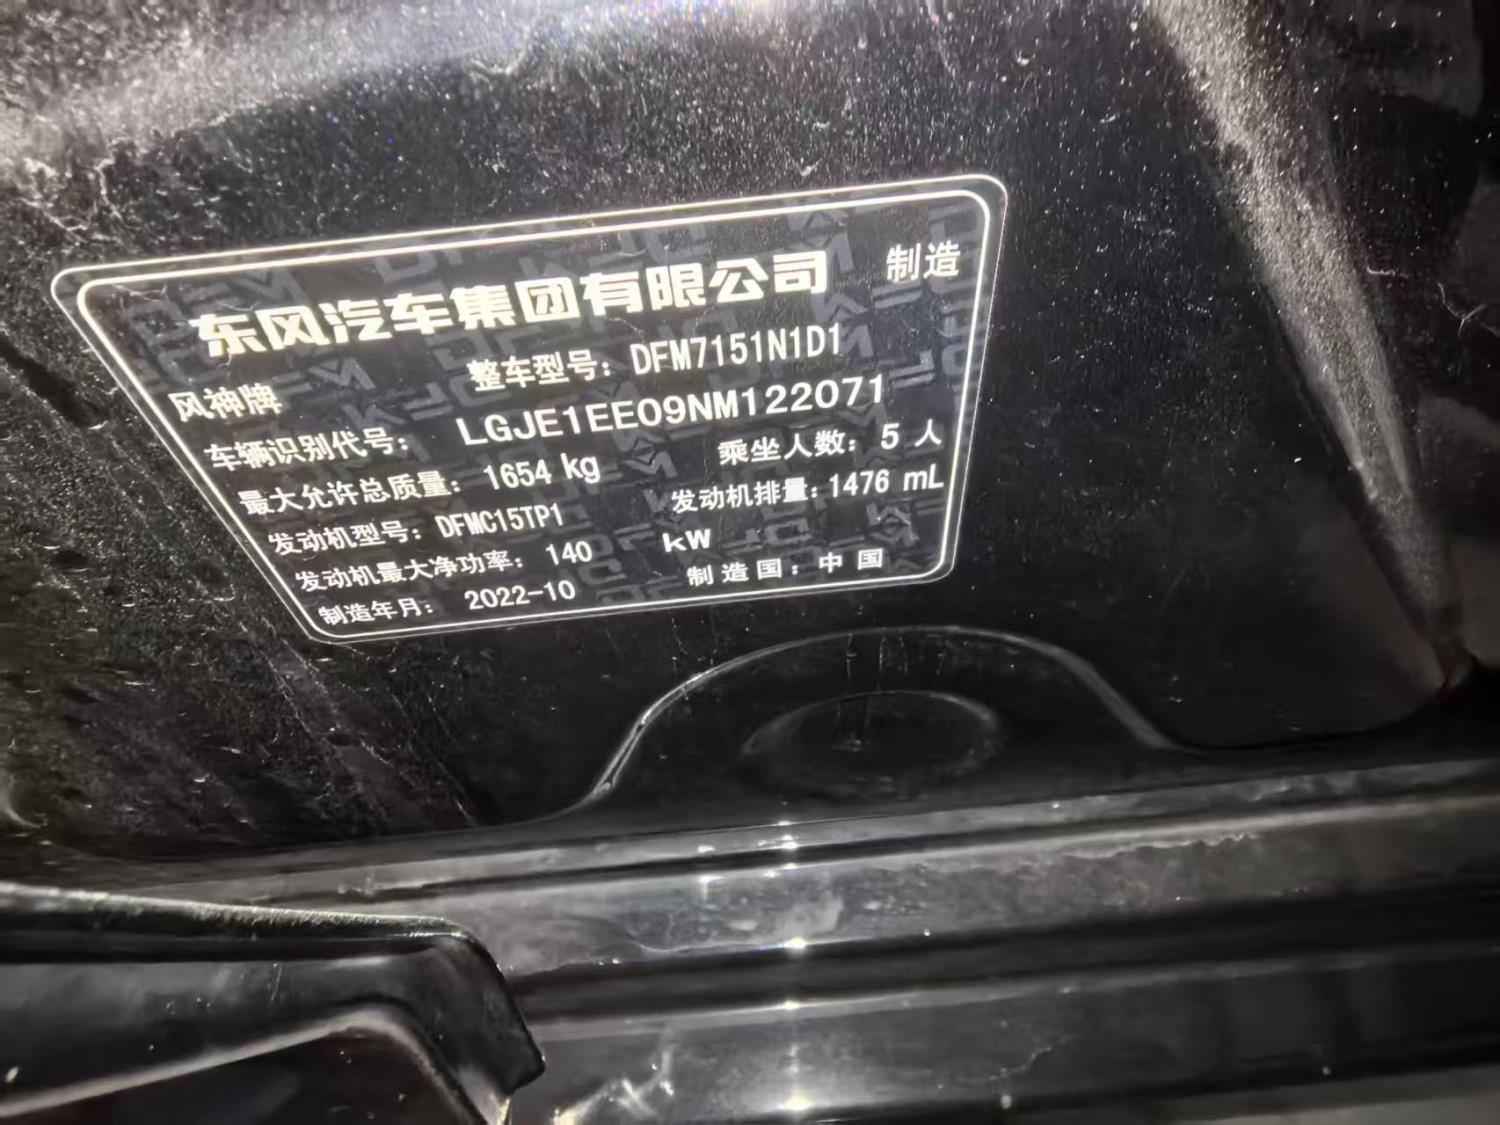 东风汽车集团有限公司 制造
风神牌 整车型号：DFM7151N1D1
车辆识别代号：LGJE1EE09NM122071
最大允许总质量：1654 kg 乘坐人数：5 人
发动机型号：DFMC15TP1 发动机排量：1476 mL
发动机最大净功率：140 kW
制造年月：2022-10 制造国：中国